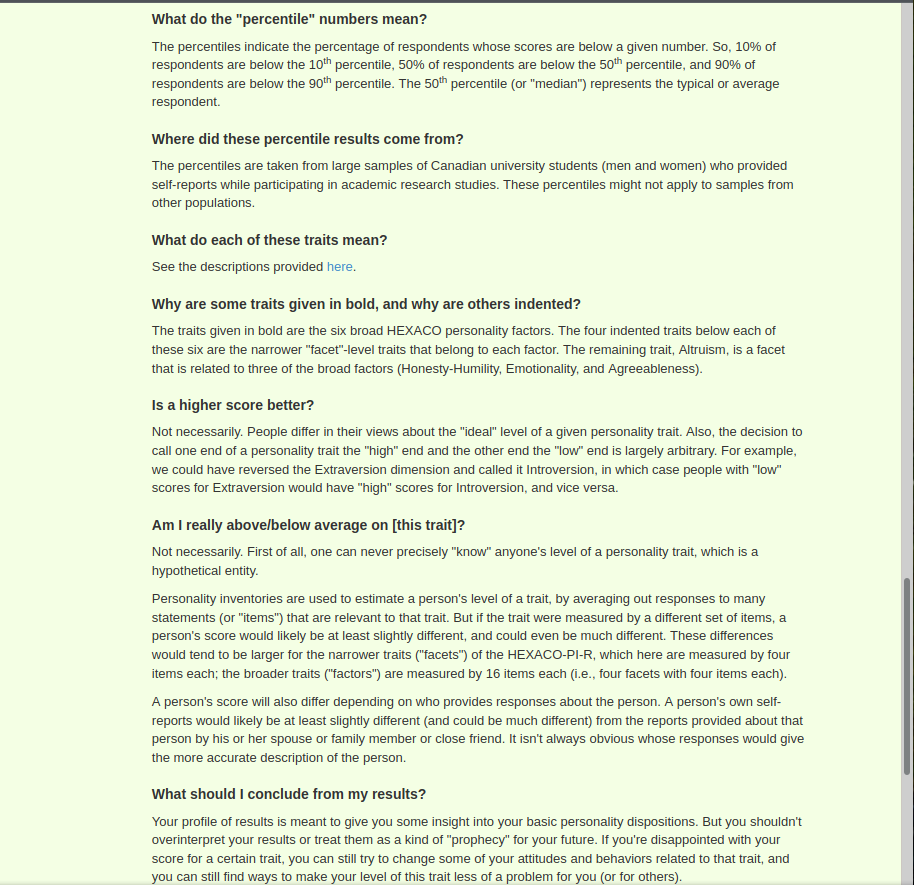 What do the "percentile" numbers mean?
The percentiles indicate the percentage of respondents whose scores are below a given number. So, 10% of
respondents are below the 10th percentile, 50% of respondents are below the 50th percentile, and 90% of
respondents are below the 90th percentile. The 50th percentile (or "median") represents the typical or average
respondent.
Where did these percentile results come from?
The percentiles are taken from large samples of Canadian university students (men and women) who provided
self-reports while participating in academic research studies. These percentiles might not apply to samples from
other populations.
What do each of these traits mean?
See the descriptions provided here.
Why are some traits given in bold, and why are others indented?
The traits given in bold are the six broad HEXACO personality factors. The four indented traits below each of
these six are the narrower "facet"-level traits that belong to each factor. The remaining trait, Altruism, is a facet
that is related to three of the broad factors (Honesty-Humility, Emotionality, and Agreeableness).
Is a higher score better?
Not necessarily. People differ in their views about the "ideal" level of a given personality trait. Also, the decision to
call one end of a personality trait the "high" end and the other end the "low" end is largely arbitrary. For example,
we could have reversed the Extraversion dimension and called it Introversion, in which case people with "low"
scores for Extraversion would have "high" scores for Introversion, and vice versa.
Am I really above/below average on [this trait]?
Not necessarily. First of all, one can never precisely "know" anyone's level of a personality trait, which is a
hypothetical entity.
Personality inventories are used to estimate a person's level of a trait, by averaging out responses to many
statements (or "items") that are relevant to that trait. But if the trait were measured by a different set of items, a
person's score would likely be at least slightly different, and could even be much different. These differences
would tend to be larger for the narrower traits ("facets") of the HEXACO-PI-R, which here are measured by four
items each; the broader traits ("factors") are measured by 16 items each (i.e., four facets with four items each).
A person's score will also differ depending on who provides responses about the person. A person's own self-
reports would likely be at least slightly different (and could be much different) from the reports provided about that
person by his or her spouse or family member or close friend. It isn't always obvious whose responses would give
the more accurate description of the person.
What should I conclude from my results?
Your profile of results is meant to give you some insight into your basic personality dispositions. But you shouldn't
overinterpret your results or treat them as a kind of "prophecy" for your future. If you're disappointed with your
score for a certain trait, you can still try to change some of your attitudes and behaviors related to that trait, and
you can still find ways to make your level of this trait less of a problem for you (or for others).